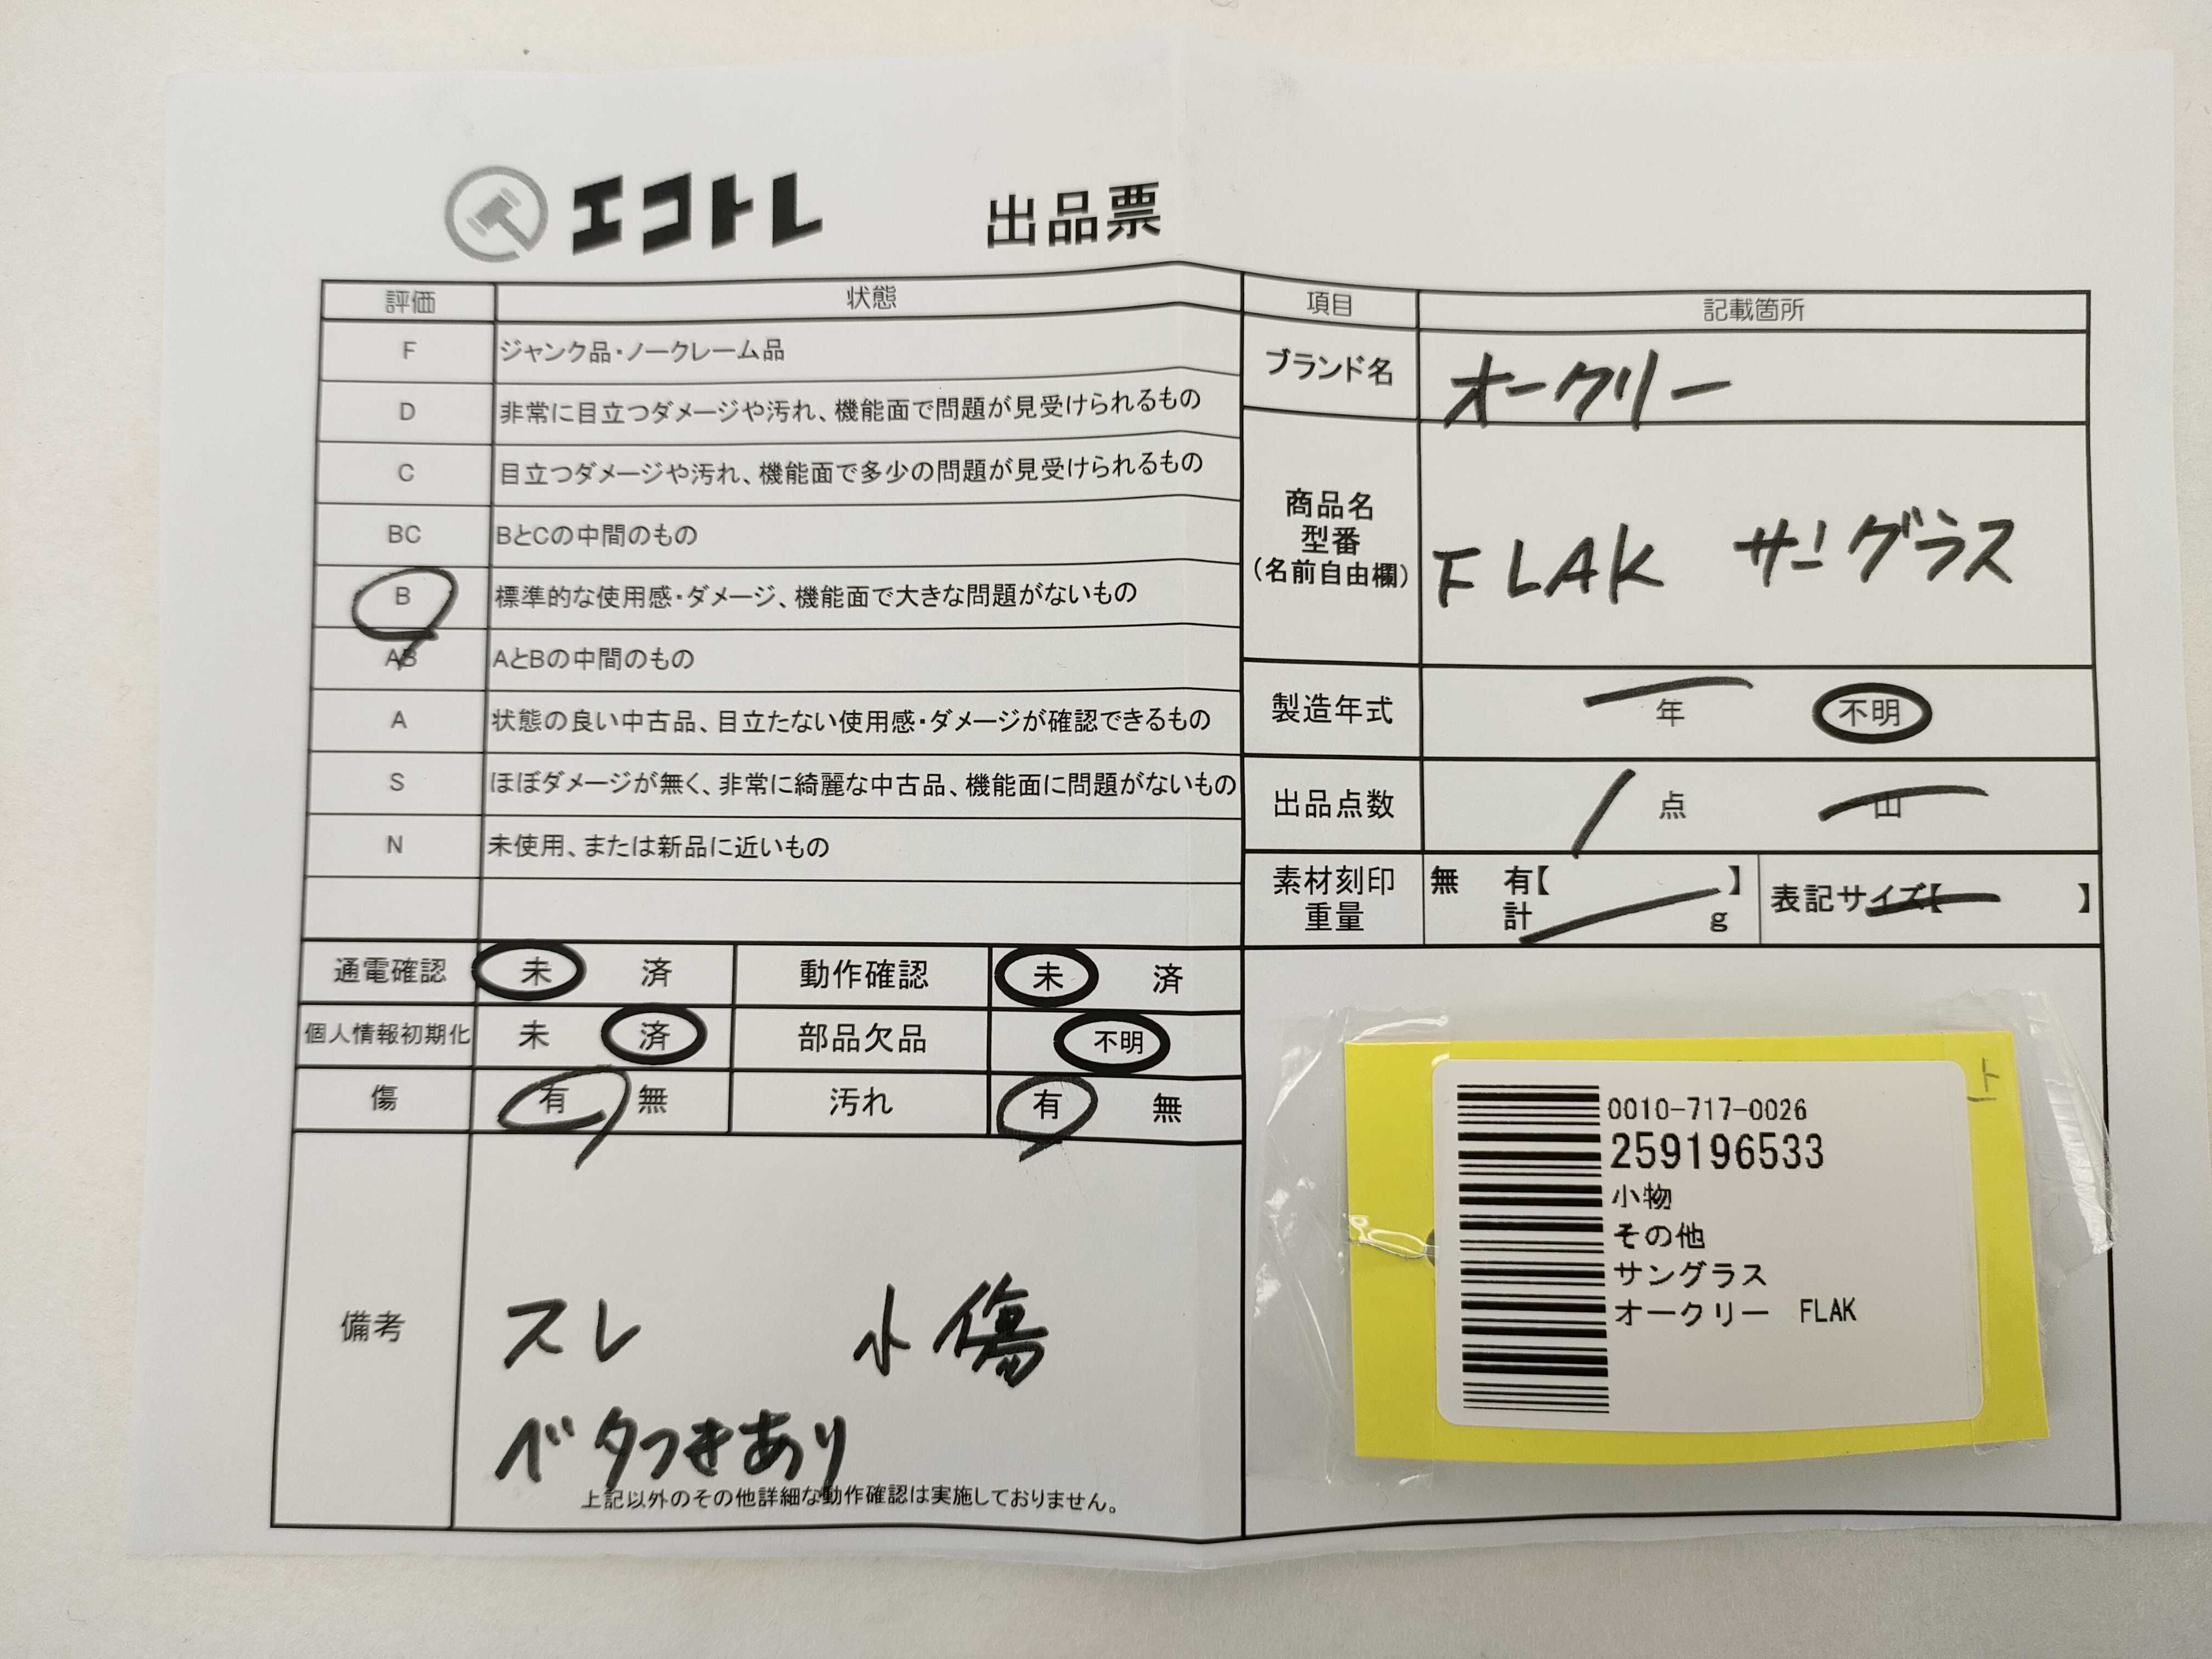 エコトレ 出品票
評価 状態
F ジャンク品・ノークレーム品
D 非常に目立つダメージや汚れ、機能面で問題が見受けられるもの
C 目立つダメージや汚れ、機能面で多少の問題が見受けられるもの
BC BとCの中間のもの
B 標準的な使用感・ダメージ、機能面で大きな問題がないもの
AB AとBの中間のもの
A 状態の良い中古品、目立たない使用感・ダメージが確認できるもの
S ほぼダメージが無く、非常に綺麗な中古品、機能面に問題がないもの
N 未使用、または新品に近いもの
通電確認 未 済 動作確認 未 済
個人情報初期化 未 済 部品欠品 不明
傷 有 無 汚れ 有 無
備考
スレ 小傷
ベタつきあり
上記以外のその他詳細な動作確認は実施しておりません。
項目 記載箇所
ブランド名 オークリー
商品名
型番
(名前自由欄)
FLAK サングラス
製造年式 年 不明
出品点数 1 点 山
素材刻印 無 有【 】 表記サイズ【 】
重量 計 g
上
0010-717-0026
259196533
小物
その他
サングラス
オークリー FLAK